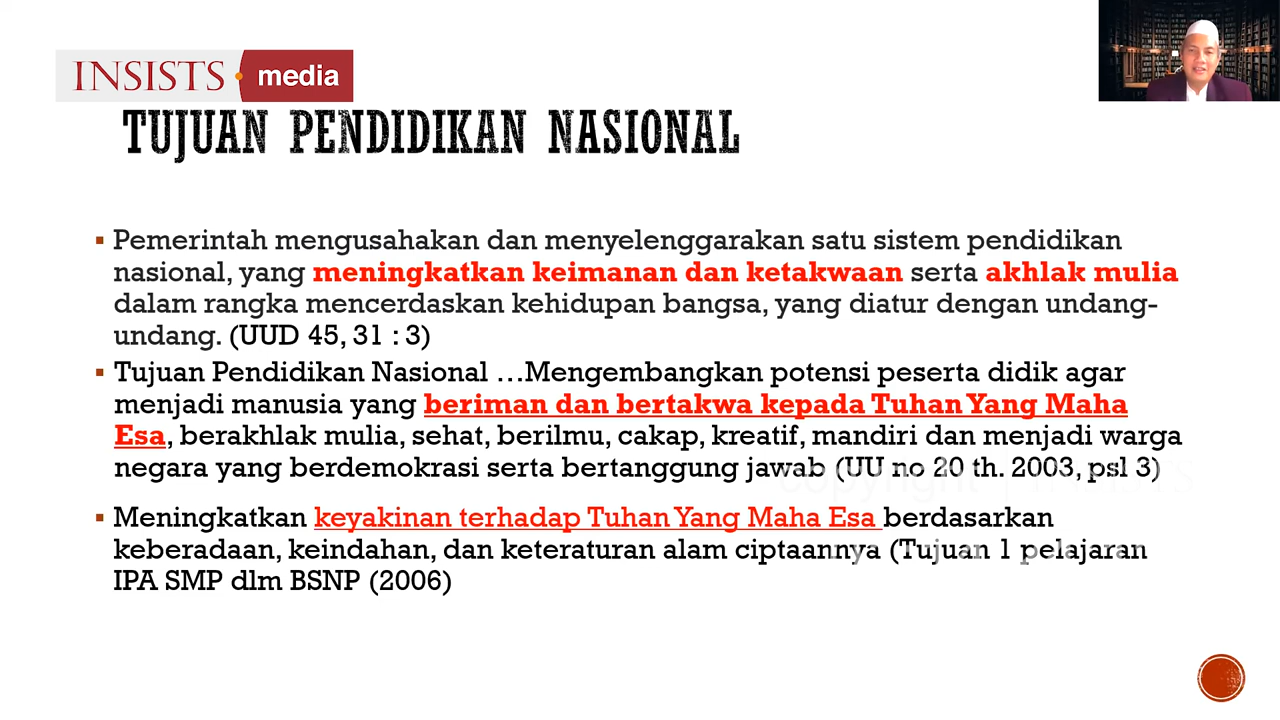 INSISTS media
TUJUAN PENDIDIKAN NASIONAL
Pemerintah mengusahakan dan menyelenggarakan satu sistem pendidikan
nasional, yang meningkatkan keimanan dan ketakwaan serta akhlak mulia
dalam rangka mencerdaskan kehidupan bangsa, yang diatur dengan undang-
undang. (UUD 45, 31 : 3)
Tujuan Pendidikan Nasional …Mengembangkan potensi peserta didik agar
menjadi manusia yang beriman dan bertakwa kepada Tuhan Yang Maha
Esa, berakhlak mulia, sehat, berilmu, cakap, kreatif, mandiri dan menjadi warga
negara yang berdemokrasi serta bertanggung jawab (UU no 20 th. 2003, psl 3)
copyright
Meningkatkan keyakinan terhadap Tuhan Yang Maha Esa berdasarkan
keberadaan, keindahan, dan keteraturan alam ciptaannya (Tujuan 1 pelajaran
IPA SMP dlm BSNP (2006)